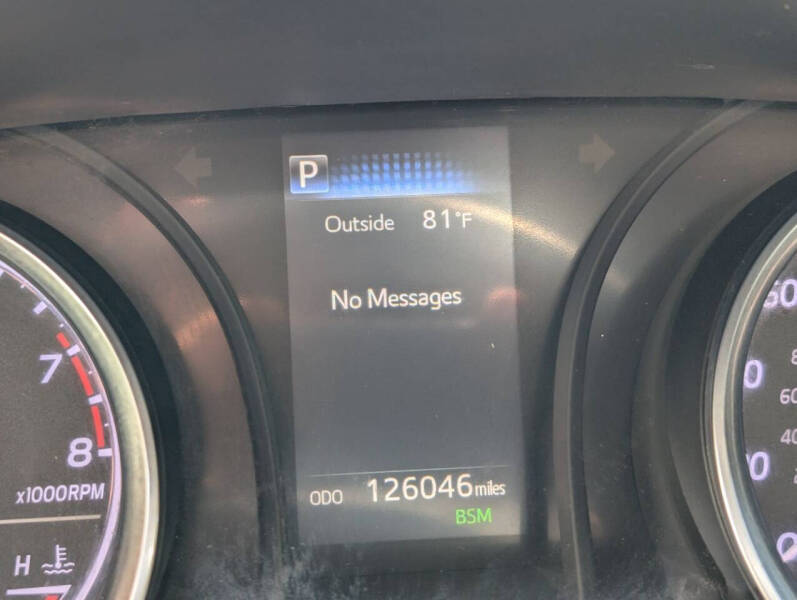 P
Outside 81°F
No Messages
ODO 126046 miles
BSM
7
8
x1000RPM
H